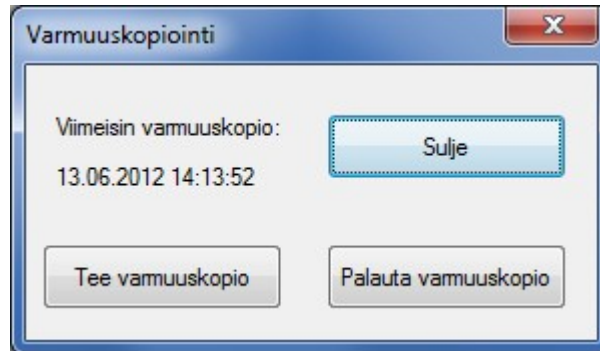 Varmuuskopiointi
Viimeisin varmuuskopio:
Sulje
13.06.2012 14:13:52
Tee varmuuskopio
Palauta varmuuskopio